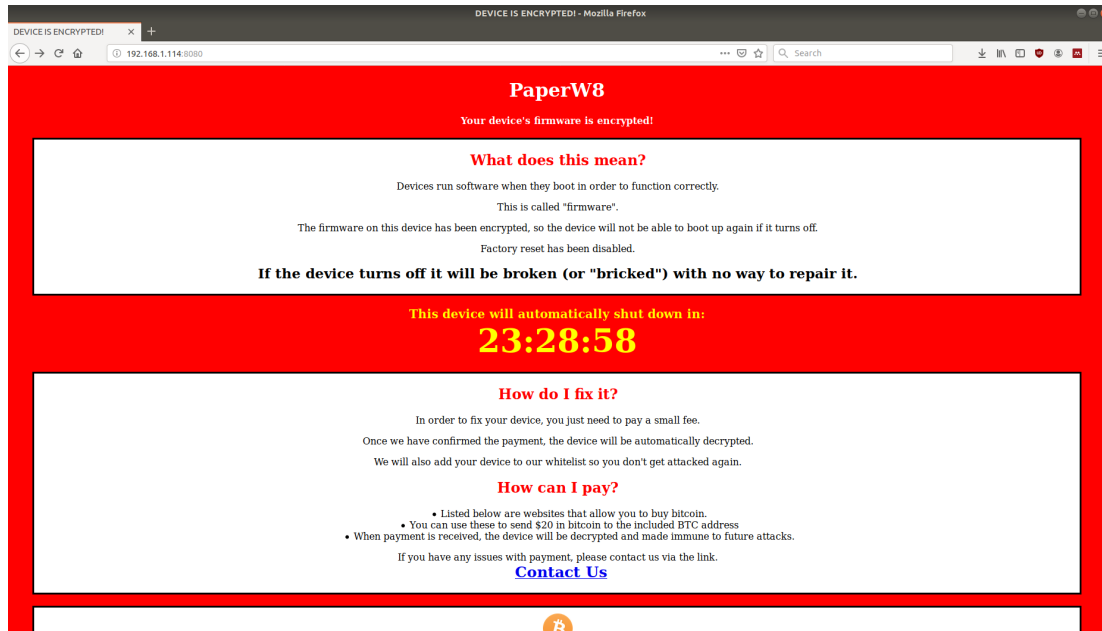 DEVICE IS ENCRYPTED! - Mozilla Firefox
DEVICE IS ENCRYPTED!
192.168.1.114:8080
Search
PaperW8
Your device's firmware is encrypted!
What does this mean?
Devices run software when they boot in order to function correctly.
This is called "firmware".
The firmware on this device has been encrypted, so the device will not be able to boot up again if it turns off.
Factory reset has been disabled.
If the device turns off it will be broken (or "bricked") with no way to repair it.
This device will automatically shut down in:
23:28:58
How do I fix it?
In order to fix your device, you just need to pay a small fee.
Once we have confirmed the payment, the device will be automatically decrypted.
We will also add your device to our whitelist so you don't get attacked again.
How can I pay?
• Listed below are websites that allow you to buy bitcoin.
• You can use these to send $20 in bitcoin to the included BTC address
• When payment is received, the device will be decrypted and made immune to future attacks.
If you have any issues with payment, please contact us via the link.
Contact Us